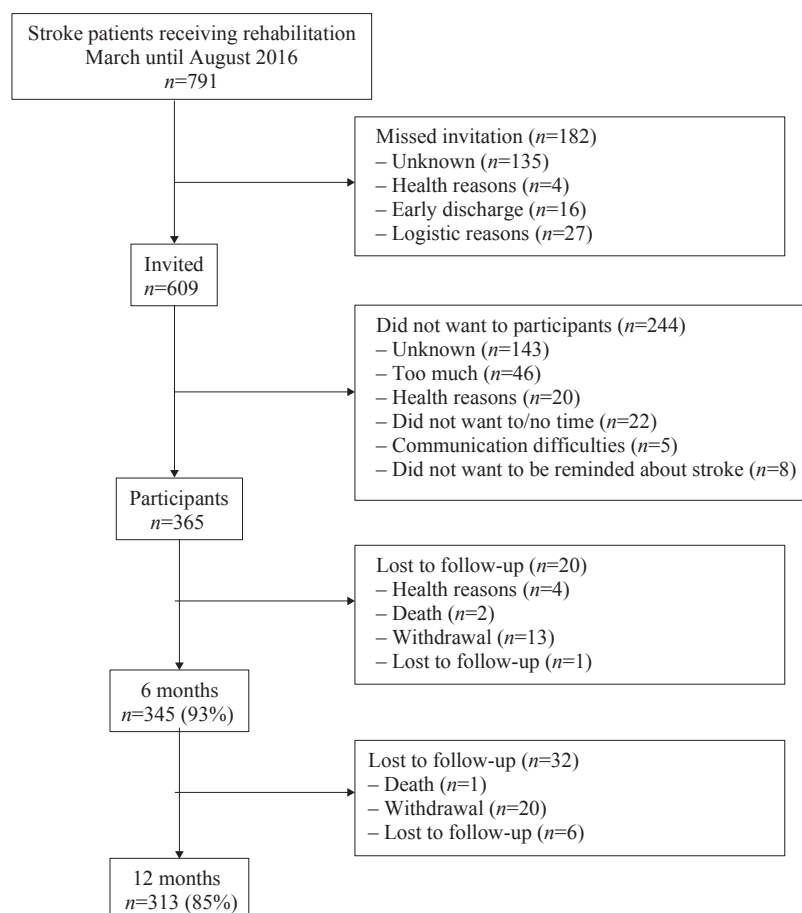 Stroke patients receiving rehabilitation
March until August 2016
n=791
Missed invitation (n=182)
– Unknown (n=135)
– Health reasons (n=4)
– Early discharge (n=16)
– Logistic reasons (n=27)
Invited
n=609
Did not want to participants (n=244)
– Unknown (n=143)
– Too much (n=46)
– Health reasons (n=20)
– Did not want to/no time (n=22)
– Communication difficulties (n=5)
– Did not want to be reminded about stroke (n=8)
Participants
n=365
Lost to follow-up (n=20)
– Health reasons (n=4)
– Death (n=2)
– Withdrawal (n=13)
– Lost to follow-up (n=1)
6 months
n=345 (93%)
Lost to follow-up (n=32)
– Death (n=1)
– Withdrawal (n=20)
– Lost to follow-up (n=6)
12 months
n=313 (85%)